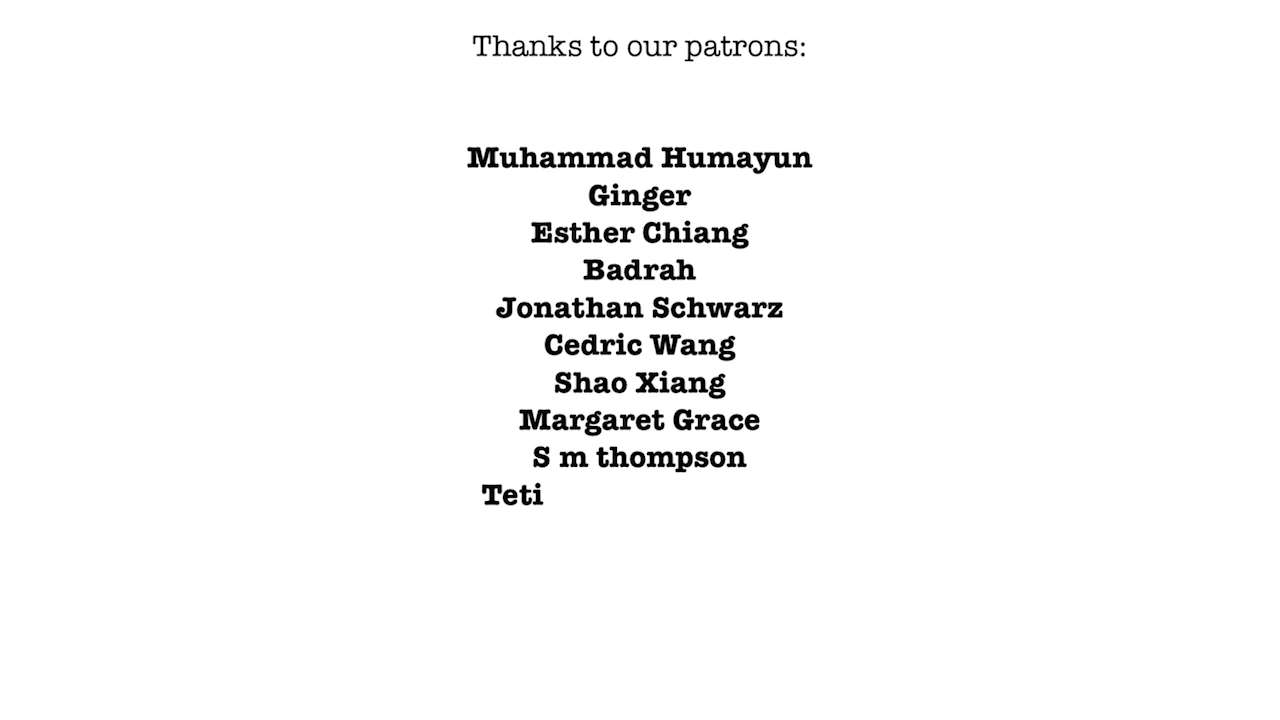 Thanks to our patrons:
Muhammad Humayun
Ginger
Esther Chiang
Badrah
Jonathan Schwarz
Cedric Wang
Shao Xiang
Margaret Grace
S m thompson
Teti